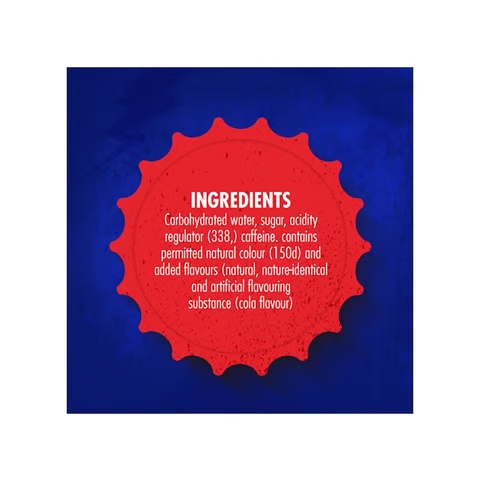 INGREDIENTS
Carbohydrated water, sugar, acidity
regulator (338,) caffeine. contains
permitted natural colour (150d) and
added flavours (natural, nature-identical
and artificial flavouring
substance (cola flavour)